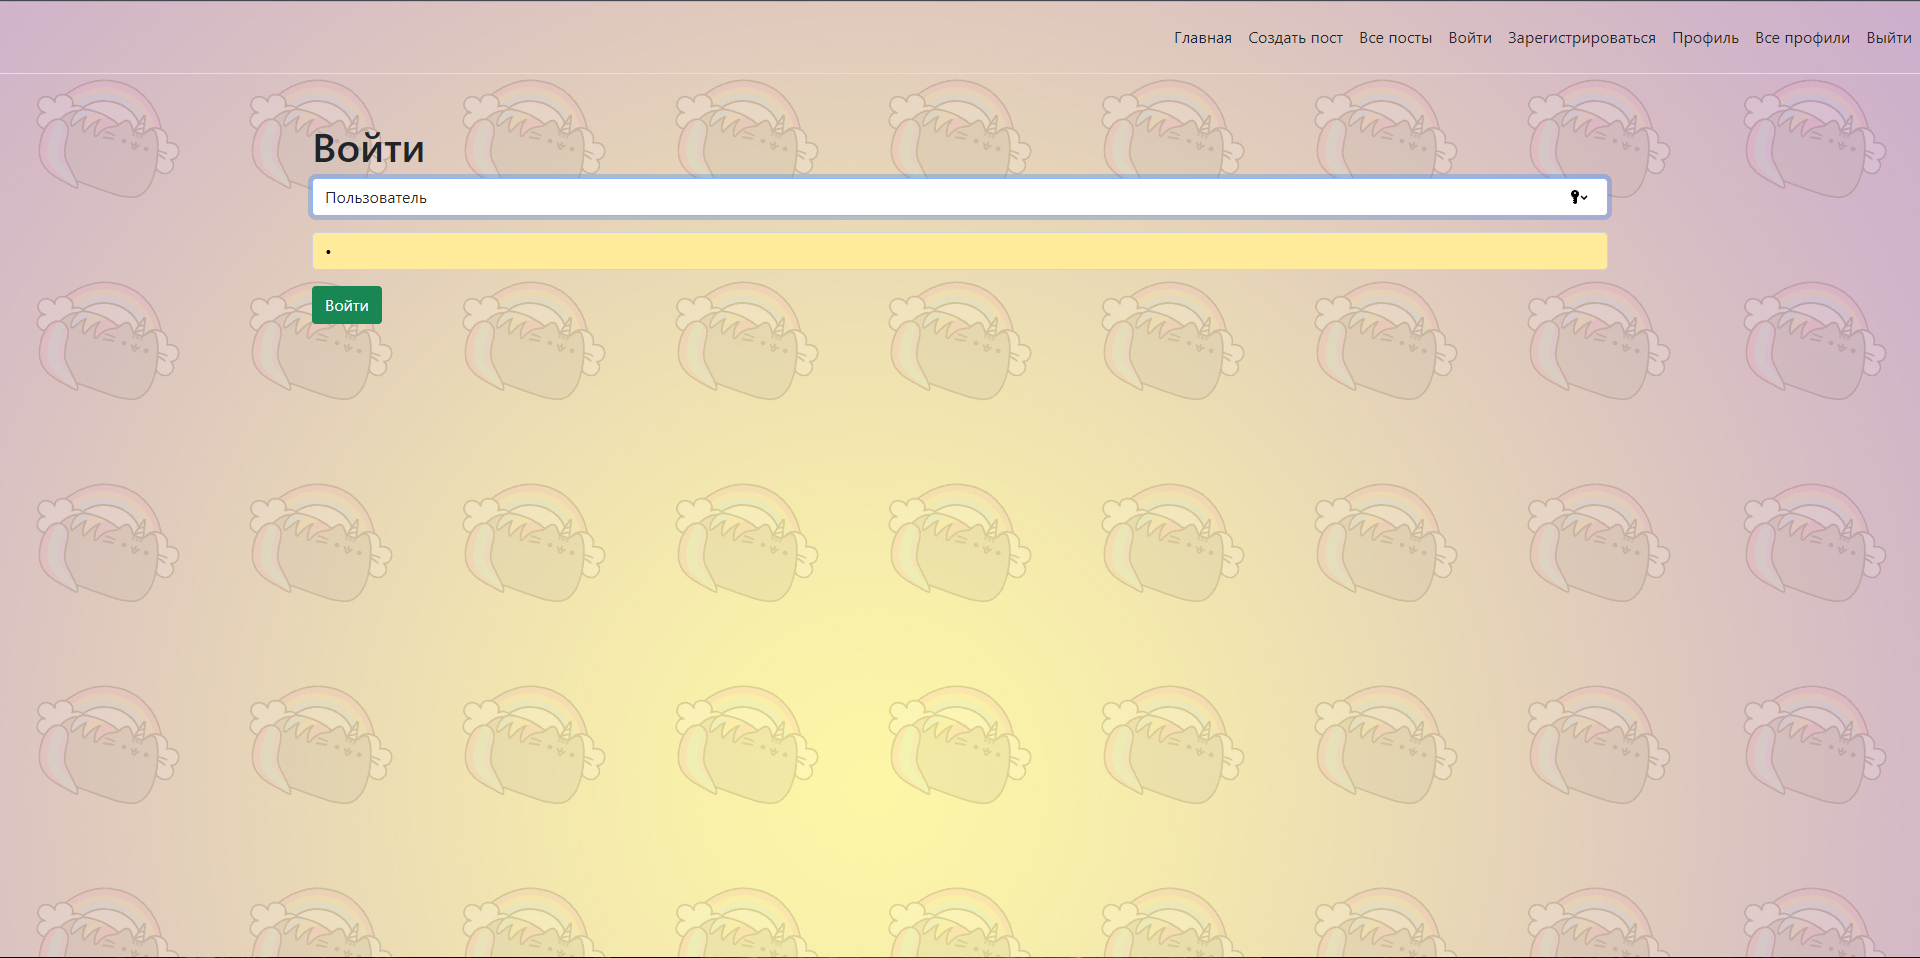 Главная Создать пост Все посты Войти Зарегистрироваться Профиль Все профили Выйти
Войти
Пользователь
•
Войти